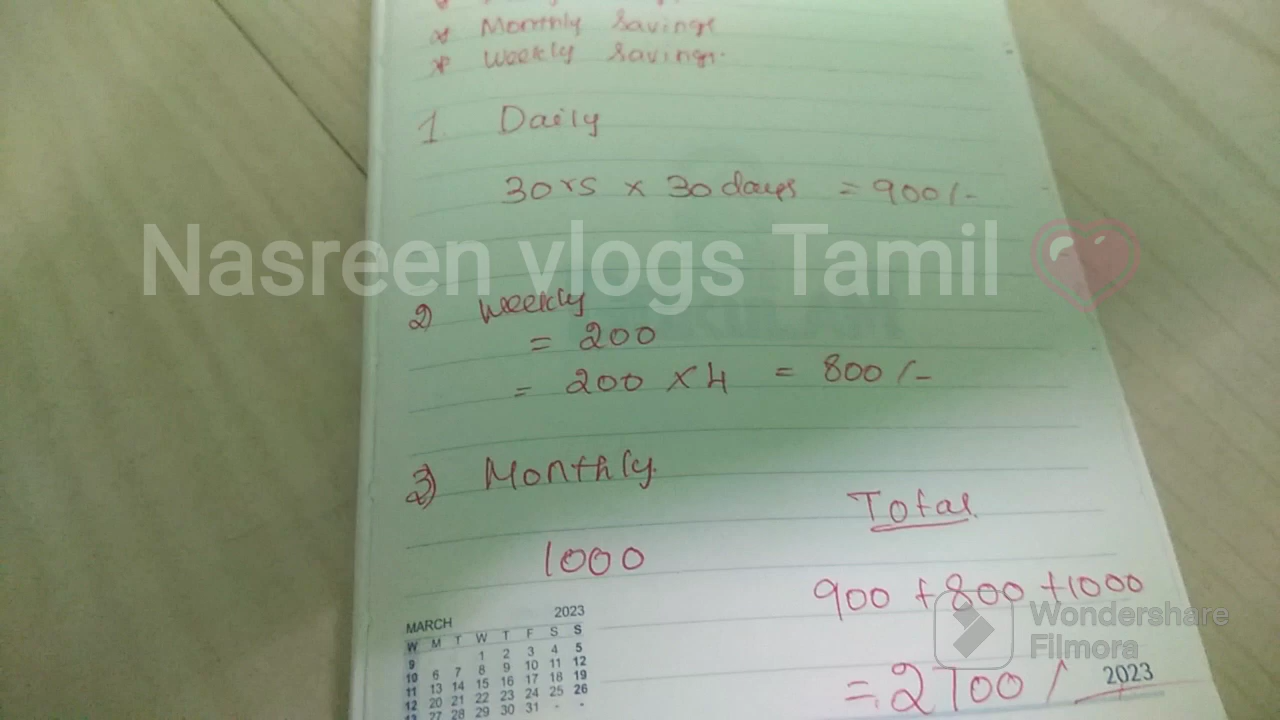 * Monthly Savings
* Weekly Savings.
1. Daily
30rs x 30 days = 900/-
Nasreen vlogs Tamil
2) Weekly
= 200
= 200 x 4 = 800/-
3) Monthly.
1000
Total
900 + 800 + 1000
= 2700/
Wondershare
Filmora
2023
MARCH 2023
W M T W T F S S
9 1 2 3 4 5
10 6 7 8 9 10 11 12
11 13 14 15 16 17 18 19
12 20 21 22 23 24 25 26
13 27 28 29 30 31 - -